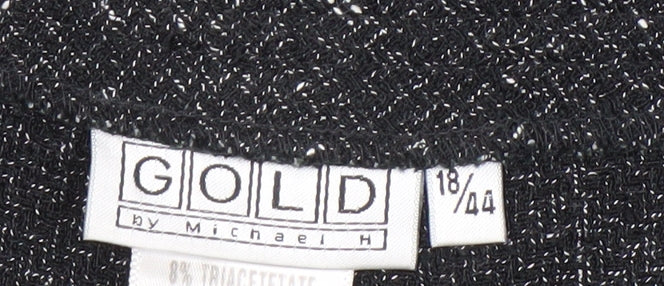 GOLD
by Michael H
18/44
8% TRIACETETATE